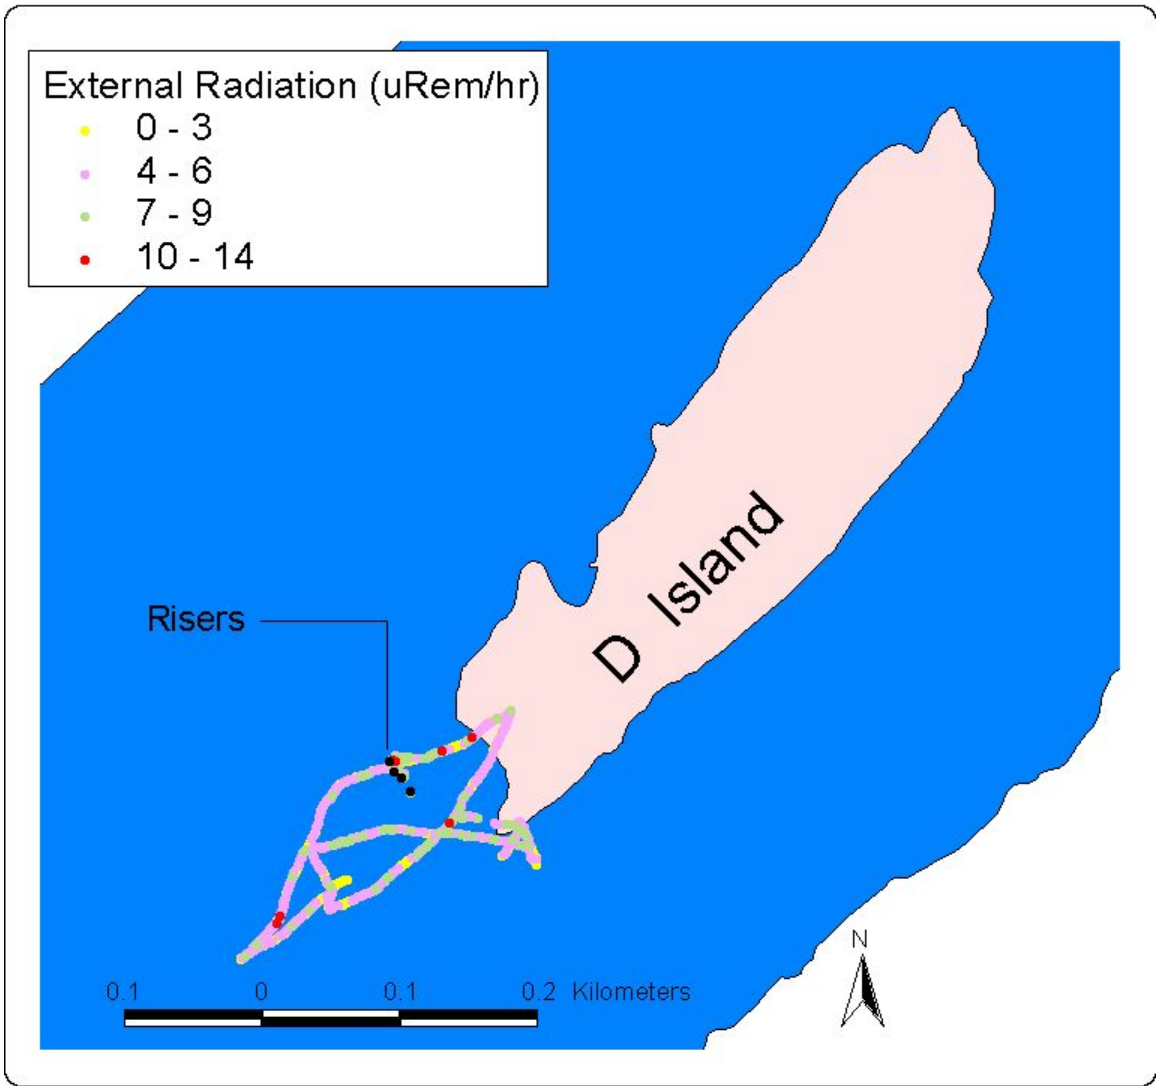 External Radiation (uRem/hr)
0 - 3
4 - 6
7 - 9
10 - 14
D Island
Risers
N
0.1 0 0.1 0.2 Kilometers